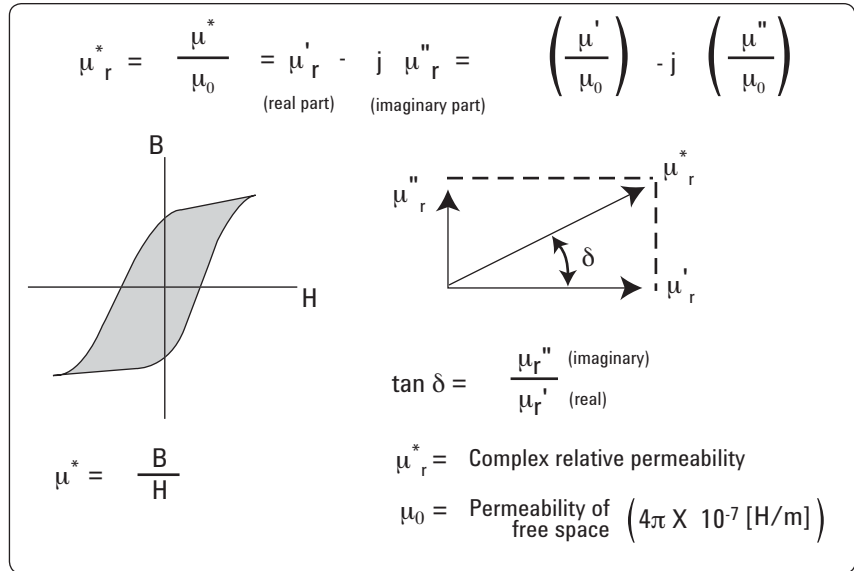 μ*r = μ*/μ0 = μ'r - j μ"r = (μ'/μ0) - j (μ"/μ0)
(real part) (imaginary part)
B
H
μ"r
μ*r
δ
μ'r
tan δ = μr" (imaginary) / μr' (real)
μ* = B/H
μ*r = Complex relative permeability
μ0 = Permeability of
free space (4π X 10-7 [H/m])